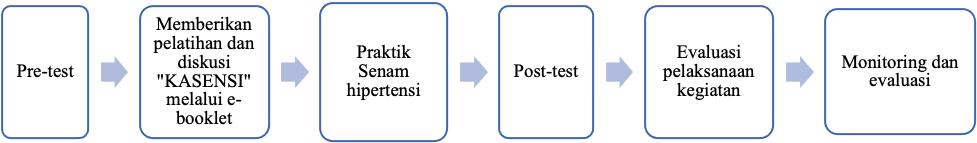 Pre-test
Memberikan
pelatihan dan
diskusi
"KASENSI"
melalui e-
booklet
Praktik
Senam
hipertensi
Post-test
Evaluasi
pelaksanaan
kegiatan
Monitoring dan
evaluasi